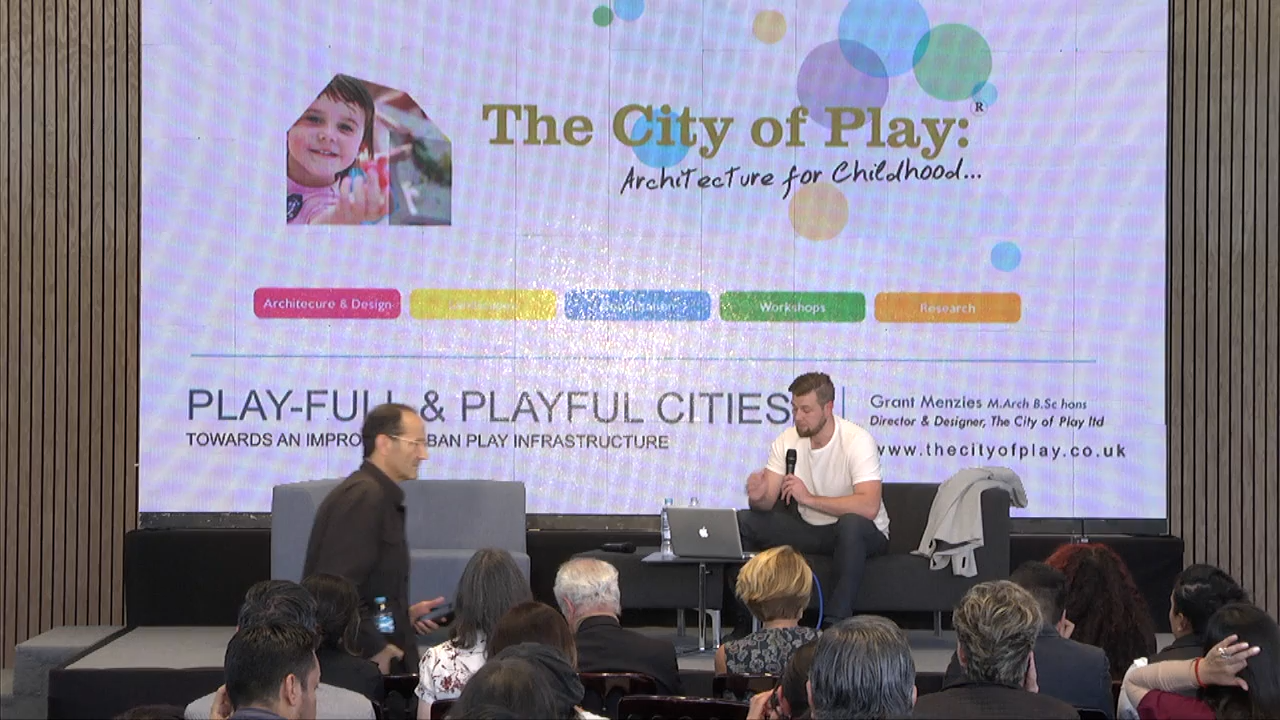 The City of Play:
®
Architecture for Childhood...
Architecure & Design
Consultation
Workshops
Research
PLAY-FULL & PLAYFUL CITIES
TOWARDS AN IMPRO BAN PLAY INFRASTRUCTURE
Grant Menzies M.Arch B.Sc hons
Director & Designer, The City of Play ltd
www.thecityofplay.co.uk